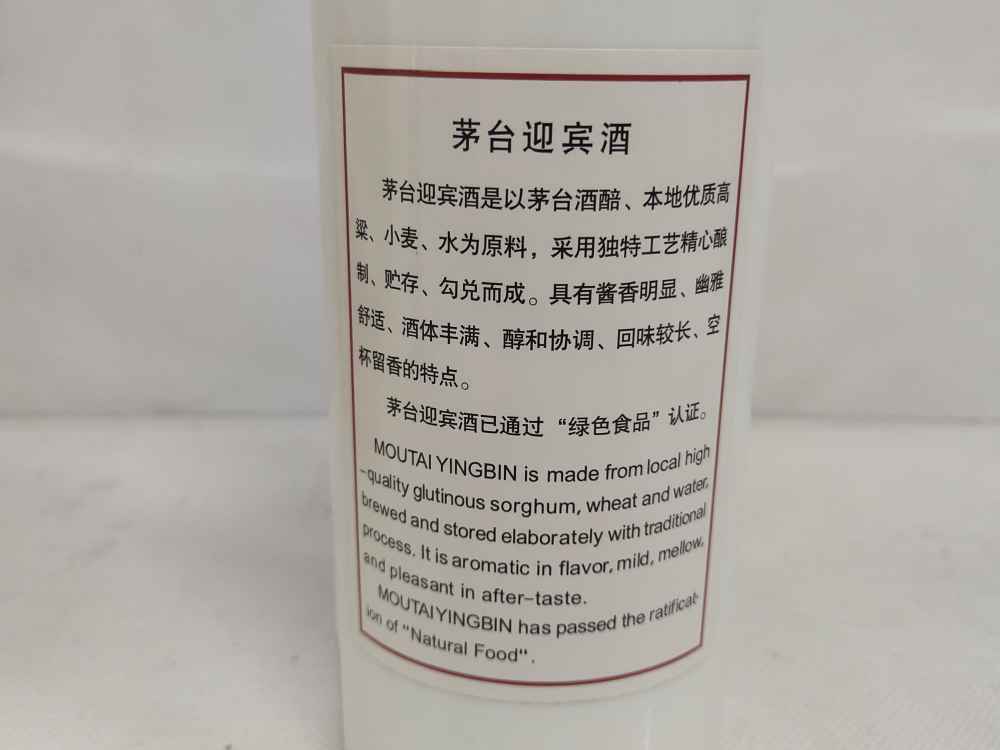 茅台迎宾酒
茅台迎宾酒是以茅台酒醅、本地优质高
粱、小麦、水为原料，采用独特工艺精心酿
制、贮存、勾兑而成。具有酱香明显、幽雅
舒适、酒体丰满、醇和协调、回味较长、空
杯留香的特点。
茅台迎宾酒已通过“绿色食品”认证。
MOUTAI YINGBIN is made from local high
-quality glutinous sorghum, wheat and water,
brewed and stored elaborately with traditional
process. It is aromatic in flavor, mild, mellow,
and pleasant in after-taste.
MOUTAIYINGBIN has passed the ratificat-
ion of "Natural Food".